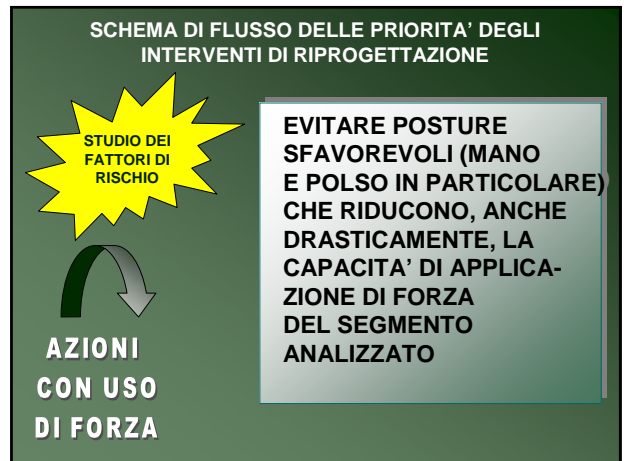 SCHEMA DI FLUSSO DELLE PRIORITA' DEGLI
INTERVENTI DI RIPROGETTAZIONE
STUDIO DEI
FATTORI DI
RISCHIO
AZIONI
CON USO
DI FORZA
EVITARE POSTURE
SFAVOREVOLI (MANO
E POLSO IN PARTICOLARE)
CHE RIDUCONO, ANCHE
DRASTICAMENTE, LA
CAPACITA' DI APPLICA-
ZIONE DI FORZA
DEL SEGMENTO
ANALIZZATO